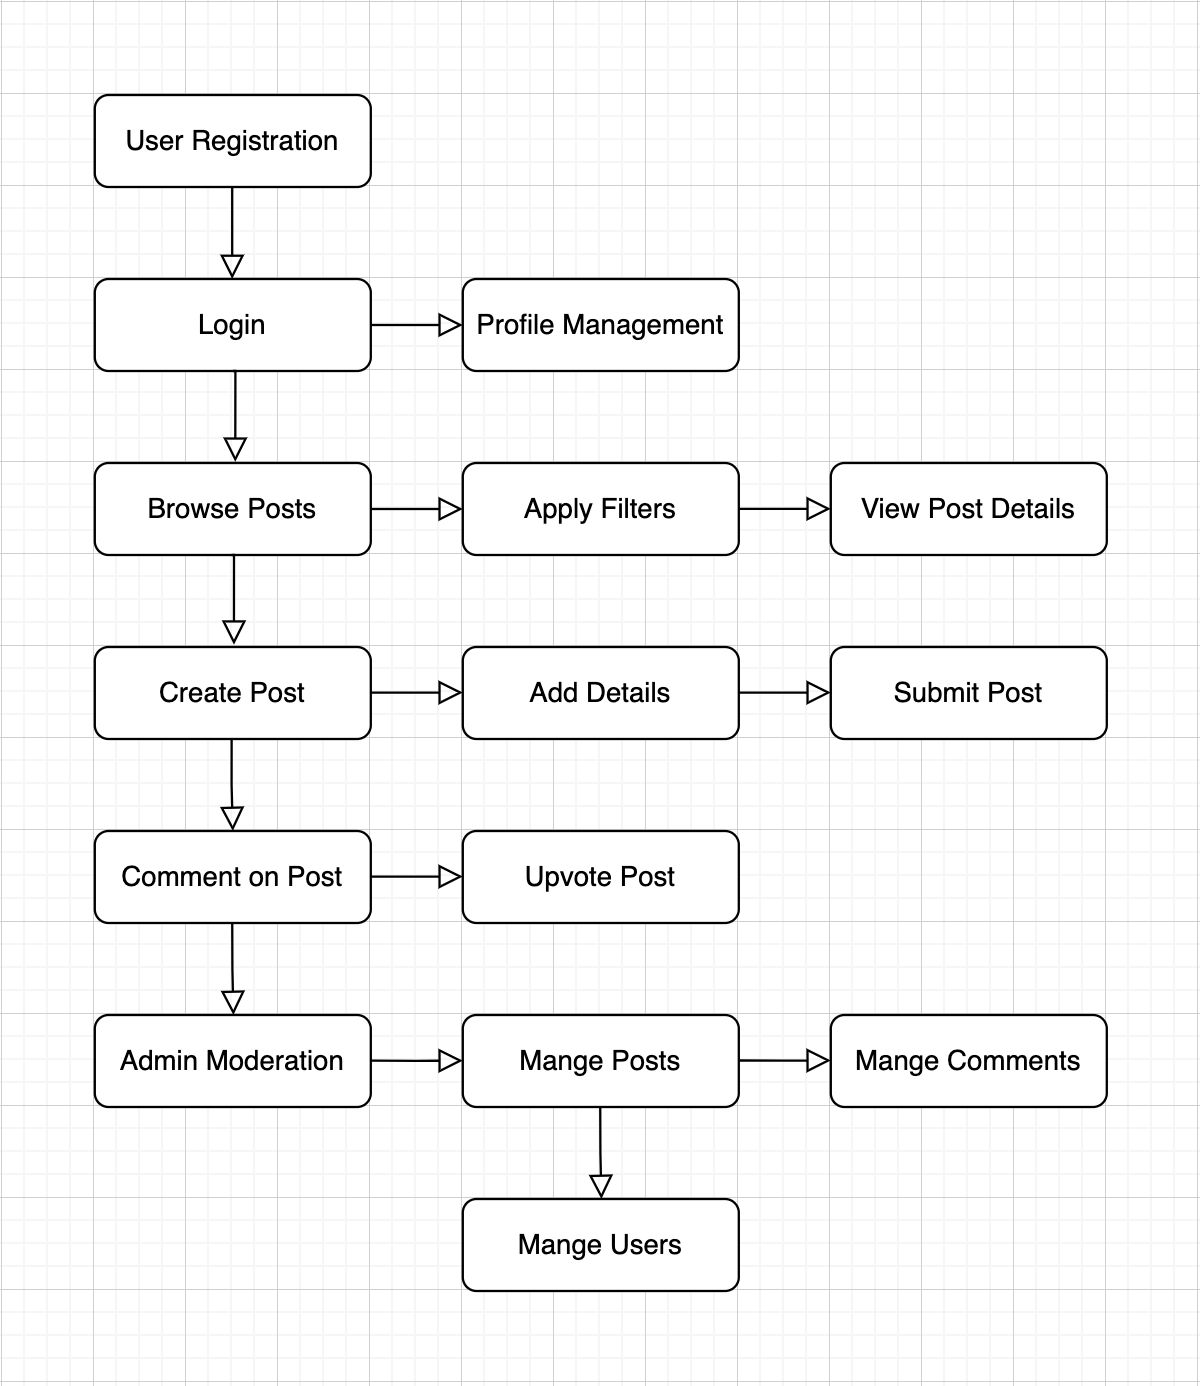 User Registration
Login
Profile Management
Browse Posts
Apply Filters
View Post Details
Create Post
Add Details
Submit Post
Comment on Post
Upvote Post
Admin Moderation
Mange Posts
Mange Comments
Mange Users